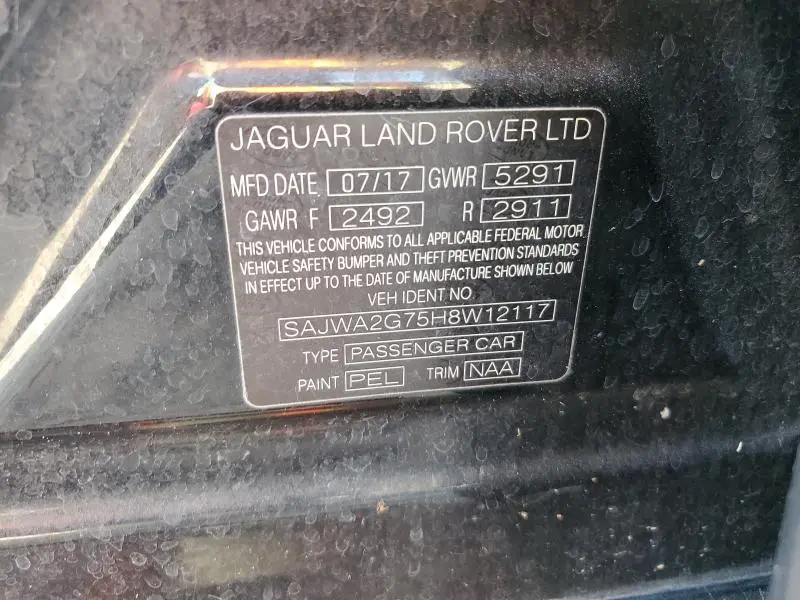 JAGUAR LAND ROVER LTD
MFD DATE 07/17 GVWR 5291
GAWR F 2492 R 2911
THIS VEHICLE CONFORMS TO ALL APPLICABLE FEDERAL MOTOR
VEHICLE SAFETY BUMPER AND THEFT PREVENTION STANDARDS
IN EFFECT UP TO THE DATE OF MANUFACTURE SHOWN BELOW
VEH IDENT NO.
SAJWA2G75H8W12117
TYPE PASSENGER CAR
PAINT PEL TRIM NAA